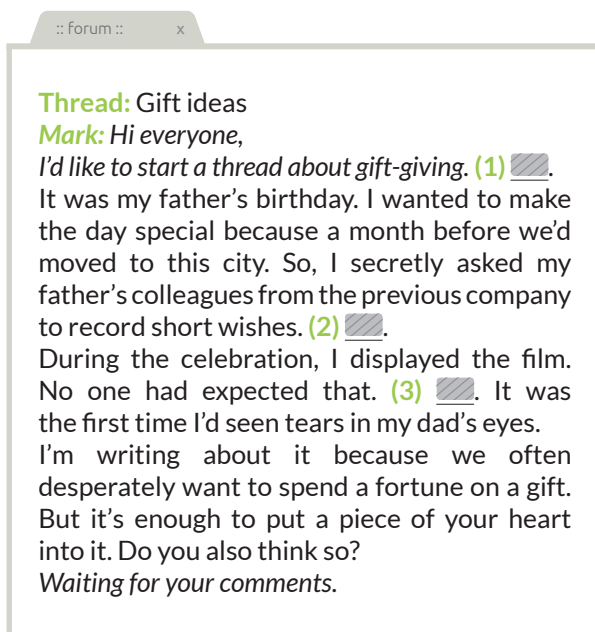 :: forum :: x
Thread: Gift ideas
Mark: Hi everyone,
I'd like to start a thread about gift-giving. (1) ____.
It was my father's birthday. I wanted to make
the day special because a month before we'd
moved to this city. So, I secretly asked my
father's colleagues from the previous company
to record short wishes. (2) ____.
During the celebration, I displayed the film.
No one had expected that. (3) ____. It was
the first time I'd seen tears in my dad's eyes.
I'm writing about it because we often
desperately want to spend a fortune on a gift.
But it's enough to put a piece of your heart
into it. Do you also think so?
Waiting for your comments.